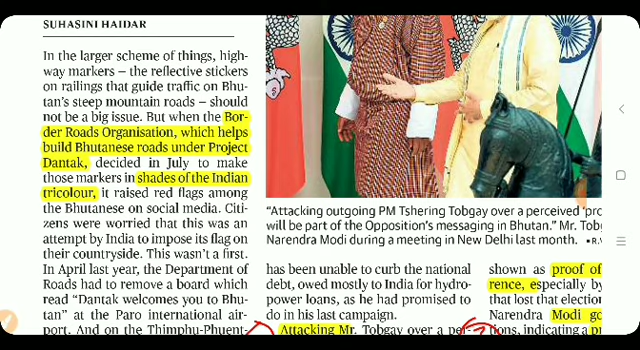 SUHASINI HAIDAR
In the larger scheme of things, high-
way markers – the reflective stickers
on railings that guide traffic on Bhu-
tan's steep mountain roads – should
not be a big issue. But when the Bor-
der Roads Organisation, which helps
build Bhutanese roads under Project
Dantak, decided in July to make
those markers in shades of the Indian
tricolour, it raised red flags among
the Bhutanese on social media. Citi-
zens were worried that this was an
attempt by India to impose its flag on
their countryside. This wasn't a first.
In April last year, the Department of
Roads had to remove a board which
read "Dantak welcomes you to Bhu-
tan" at the Paro international air-
port. And on the Thimphu-Phuent-
"Attacking outgoing PM Tshering Tobgay over a perceived
will be part of the Opposition's messaging in Bhutan." Mr.
Narendra Modi during a meeting in New Delhi last month.
has been unable to curb the national
debt, owed mostly to India for hydro-
power loans, as he had promised to
do in his last campaign.
Attacking Mr. Tobgay over a per-
shown as proof of
rence, especially by
that lost that election
Narendra Modi
tions, indicating a